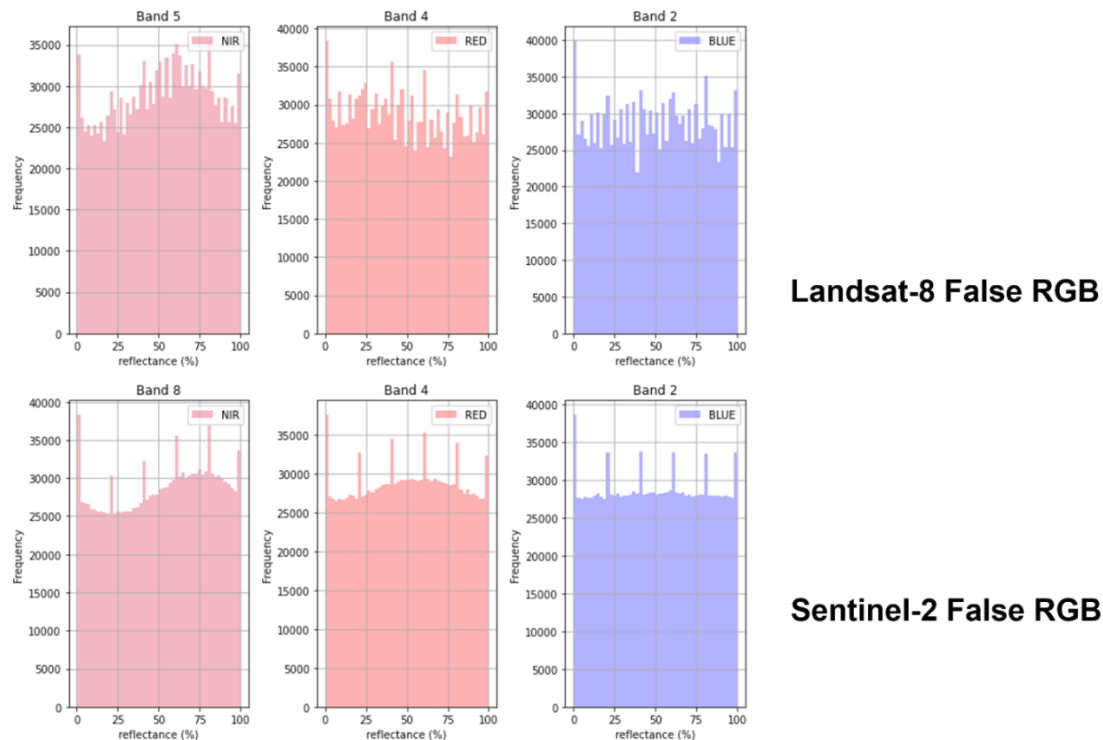 Band 5
Band 4
Band 2
NIR
RED
BLUE
35000
30000
25000
20000
15000
10000
5000
0
40000
35000
30000
25000
20000
15000
10000
5000
0
40000
35000
30000
25000
20000
15000
10000
5000
0
Frequency
Frequency
Frequency
0 25 50 75 100
0 25 50 75 100
0 25 50 75 100
reflectance (%)
reflectance (%)
reflectance (%)
Landsat-8 False RGB
Band 8
Band 4
Band 2
NIR
RED
BLUE
40000
35000
30000
25000
20000
15000
10000
5000
0
35000
30000
25000
20000
15000
10000
5000
0
40000
35000
30000
25000
20000
15000
10000
5000
0
Frequency
Frequency
Frequency
0 25 50 75 100
0 25 50 75 100
0 25 50 75 100
reflectance (%)
reflectance (%)
reflectance (%)
Sentinel-2 False RGB